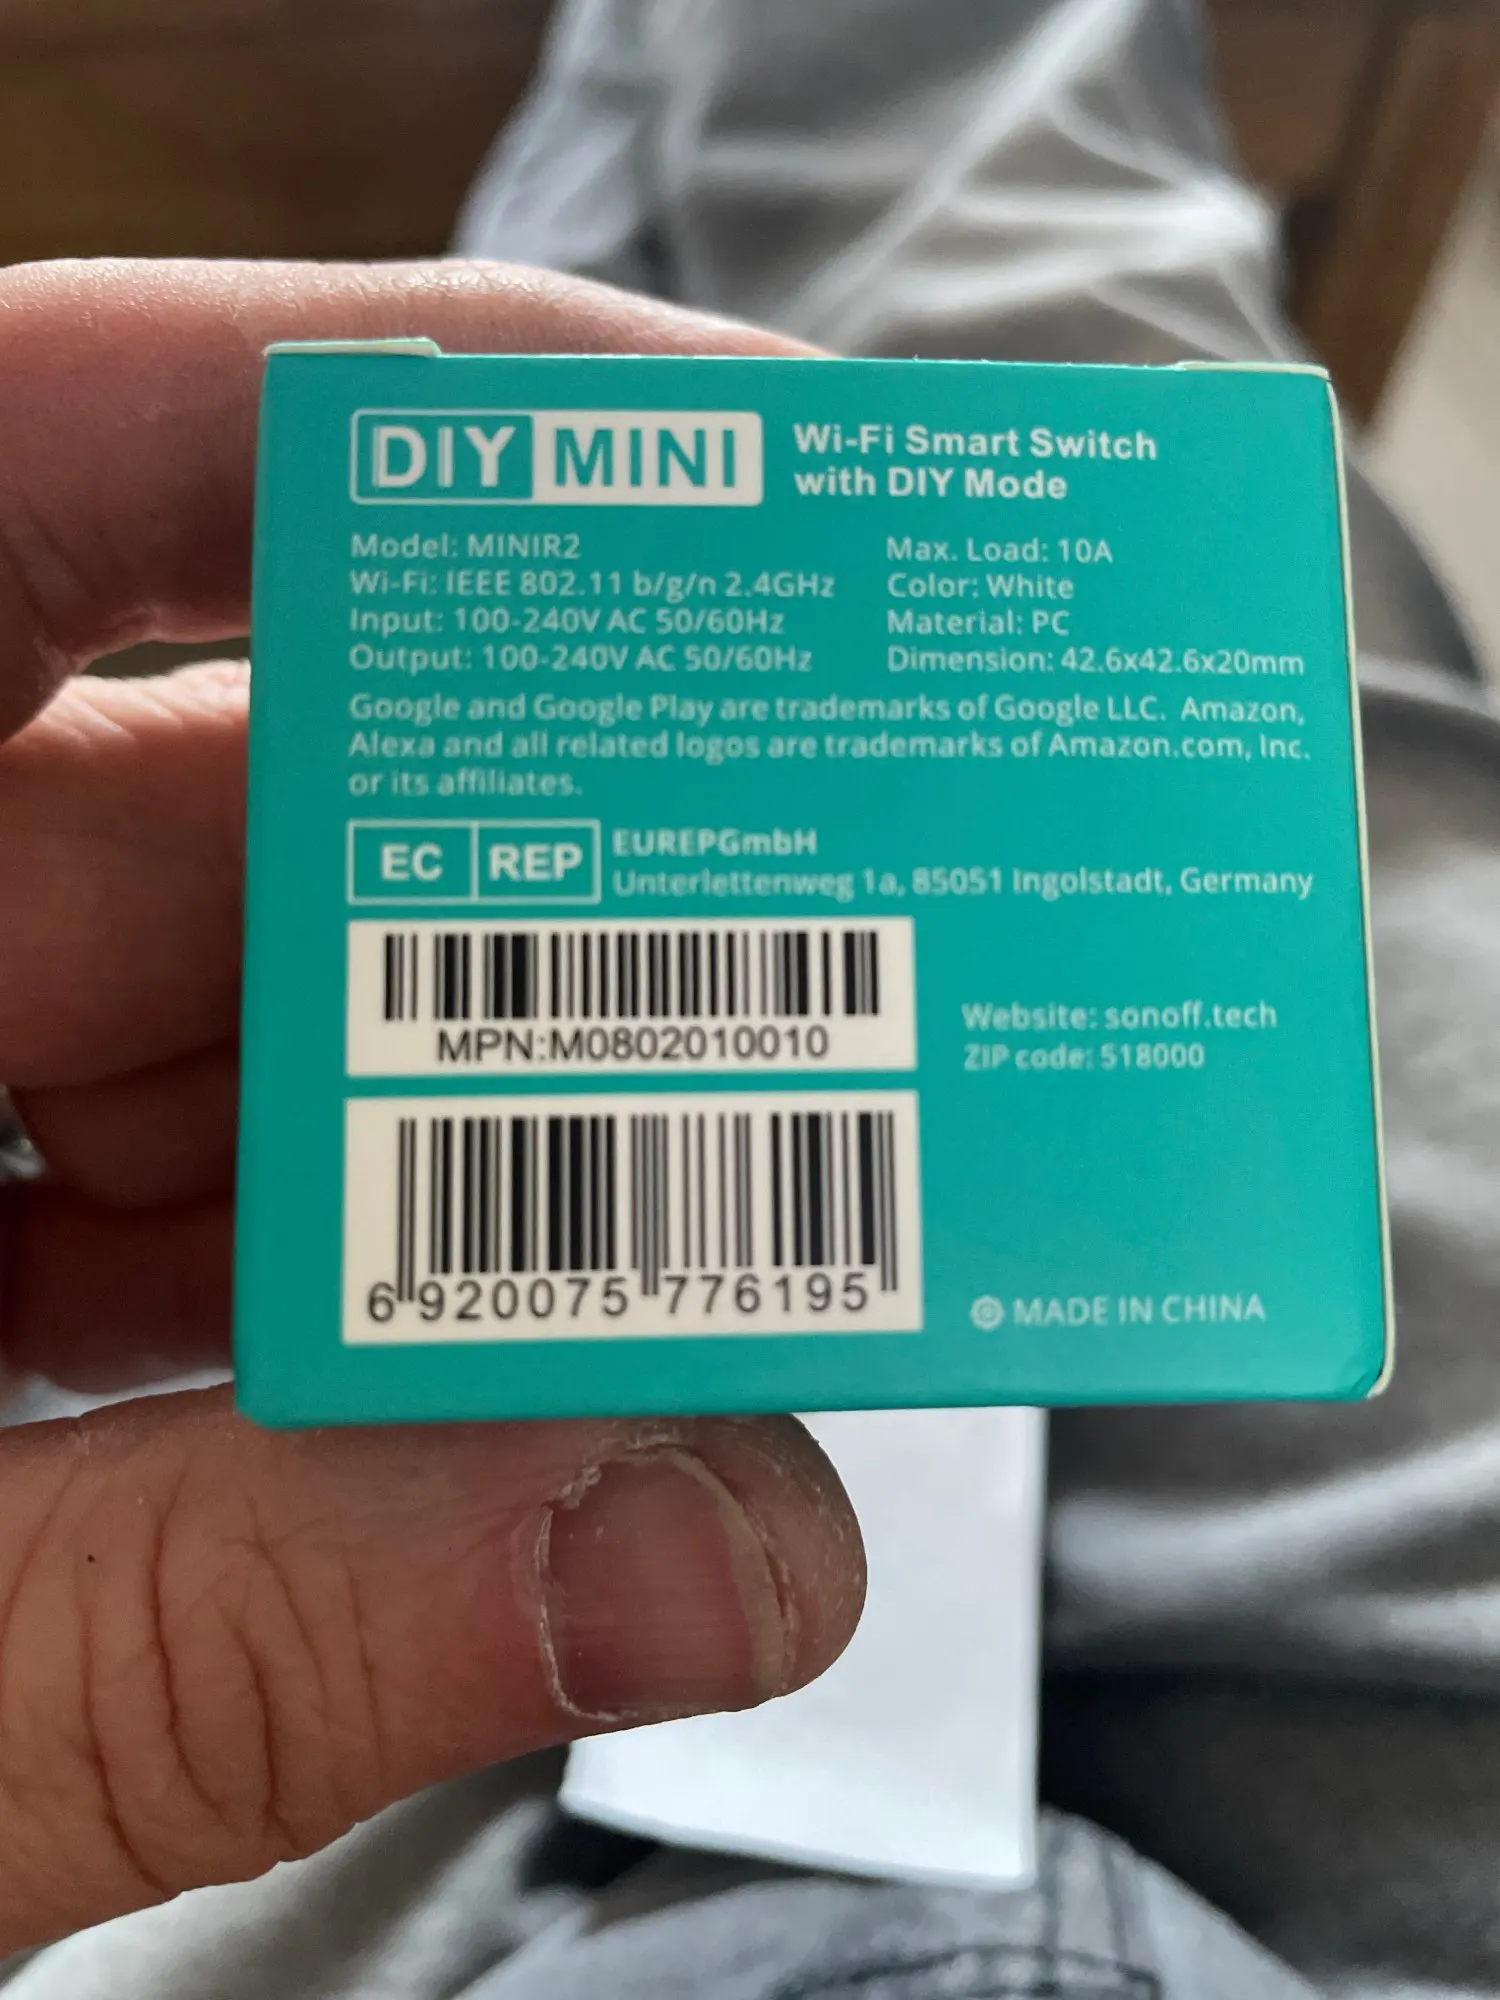 DIY MINI
Wi-Fi Smart Switch
with DIY Mode
Model: MINIR2
Wi-Fi: IEEE 802.11 b/g/n 2.4GHz
Input: 100-240V AC 50/60Hz
Output: 100-240V AC 50/60Hz
Max. Load: 10A
Color: White
Material: PC
Dimension: 42.6x42.6x20mm
Google and Google Play are trademarks of Google LLC. Amazon,
Alexa and all related logos are trademarks of Amazon.com, Inc.
or its affiliates.
EC REP
EUREPGmbH
Unterlettenweg 1a, 85051 Ingolstadt, Germany
MPN:M0802010010
Website: sonoff.tech
ZIP code: 518000
6 920075 776195
MADE IN CHINA